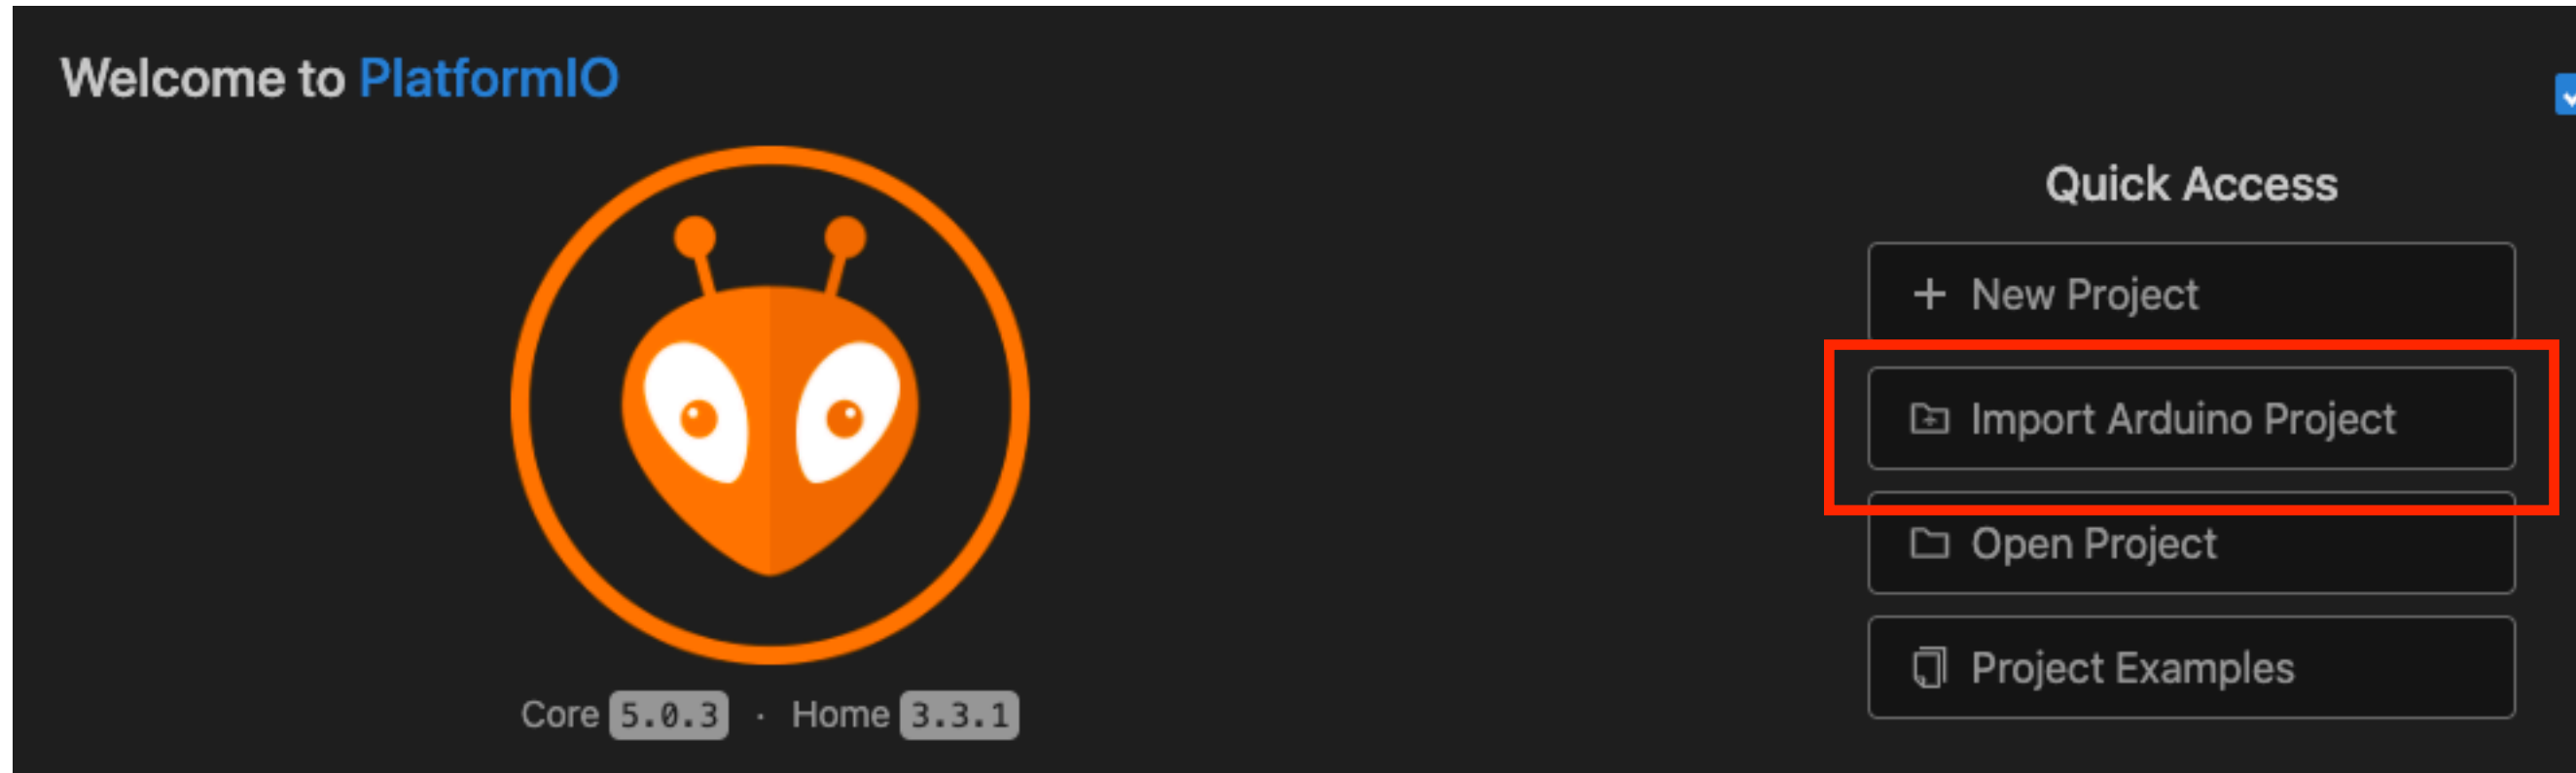 Welcome to PlatformIO
Quick Access
+ New Project
Import Arduino Project
Open Project
Project Examples
Core 5.0.3 · Home 3.3.1